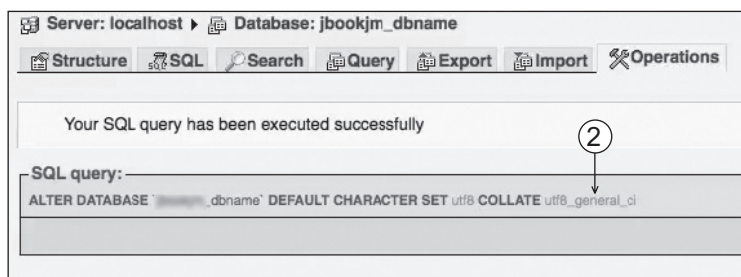 Server: localhost Database: jbookjm_dbname
Structure SQL Search Query Export Import Operations
Your SQL query has been executed successfully
2
SQL query:
ALTER DATABASE ` _dbname` DEFAULT CHARACTER SET utf8 COLLATE utf8_general_ci